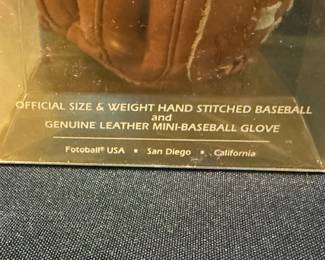 OFFICIAL SIZE & WEIGHT HAND STITCHED BASEBALL
and
GENUINE LEATHER MINI-BASEBALL GLOVE
Fotoball® USA • San Diego • California